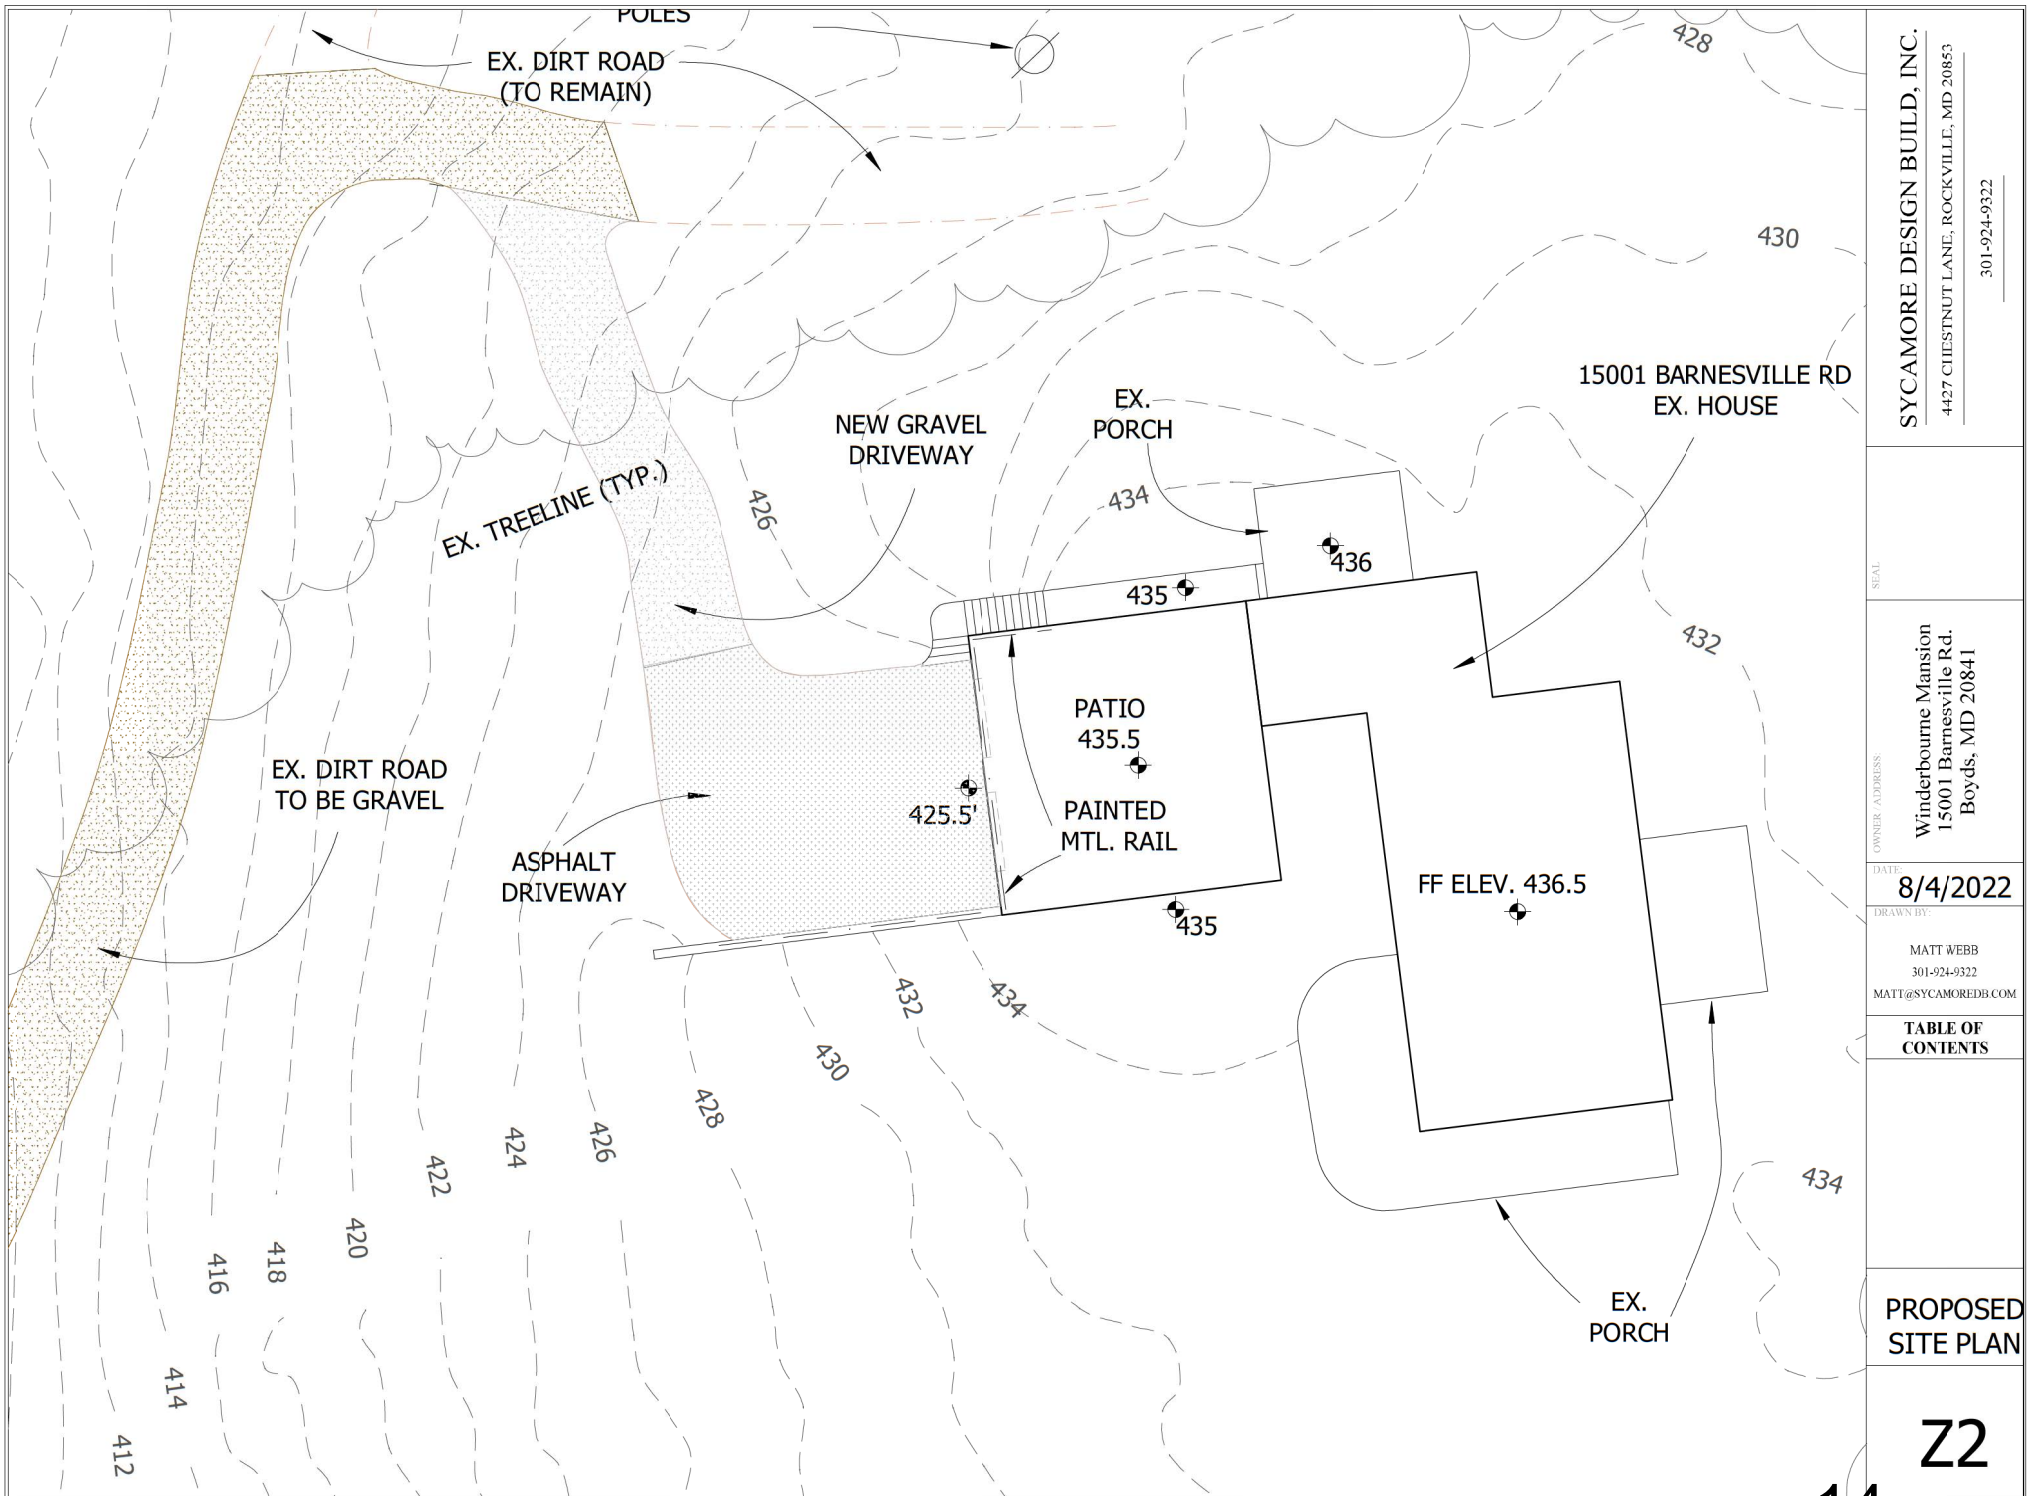 POLES
EX. DIRT ROAD
(TO REMAIN)
428
430
15001 BARNESVILLE RD
EX. HOUSE
EX.
PORCH
NEW GRAVEL
DRIVEWAY
EX. TREELINE (TYP.)
426
434
436
435
432
PATIO
435.5
425.5'
PAINTED
MTL. RAIL
EX. DIRT ROAD
TO BE GRAVEL
ASPHALT
DRIVEWAY
FF ELEV. 436.5
435
432
434
430
428
426
424
422
420
418
416
414
412
434
EX.
PORCH
SYCAMORE DESIGN BUILD, INC.
4427 CHESTNUT LANE, ROCKVILLE, MD 20853
301-924-9322
SEAL
OWNER / ADDRESS:
Winderbourne Mansion
15001 Barnesville Rd.
Boyds, MD 20841
DATE:
8/4/2022
DRAWN BY:
MATT WEBB
301-924-9322
MATT@SYCAMOREDB.COM
TABLE OF
CONTENTS
PROPOSED
SITE PLAN
Z2